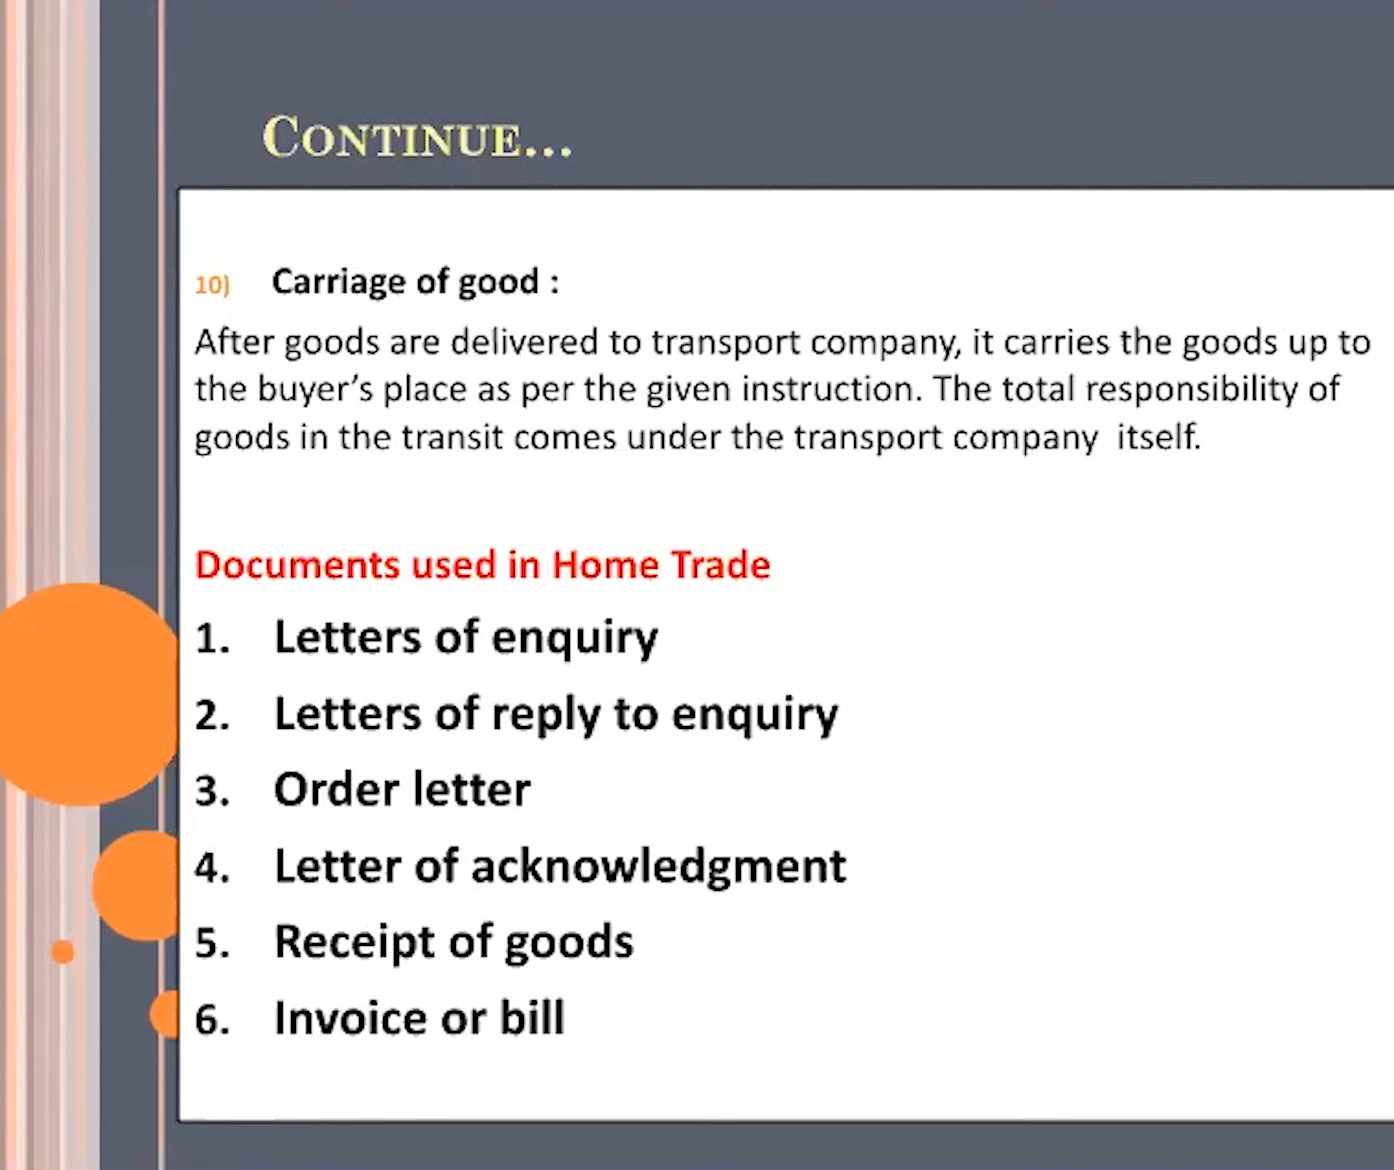 CONTINUE...
10) Carriage of good :
After goods are delivered to transport company, it carries the goods up to
the buyer's place as per the given instruction. The total responsibility of
goods in the transit comes under the transport company itself.
Documents used in Home Trade
1. Letters of enquiry
2. Letters of reply to enquiry
3. Order letter
4. Letter of acknowledgment
5. Receipt of goods
6. Invoice or bill